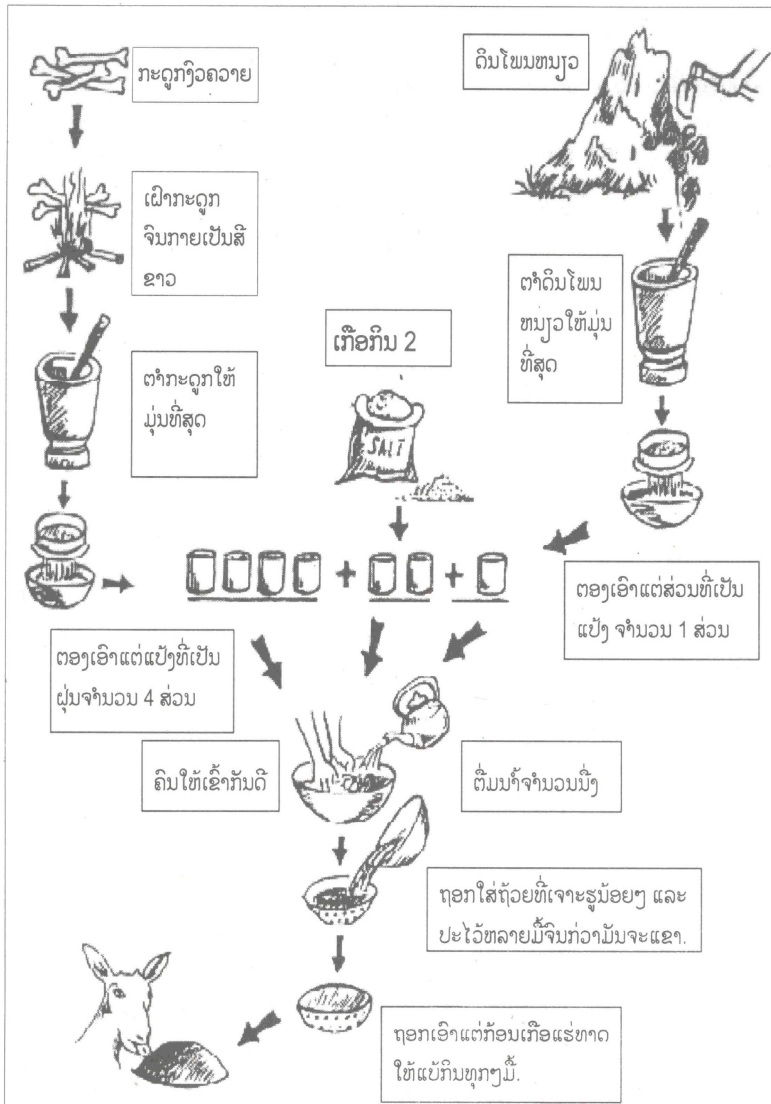 ກະດູກງົວຄວາຍ
ດິນໂພນຫນຽວ
ເຜົາກະດູກ
ຈົນກາຍເປັນສີ
ຂາວ
ຕຳດິນໂພນ
ຫນຽວໃຫ້ມຸ່ນ
ທີ່ສຸດ
ເກືອກິນ 2
SALT
ຕຳກະດູກໃຫ້
ມຸ່ນທີ່ສຸດ
ຕອງເອົາແຕ່ສ່ວນທີ່ເປັນ
ແປ້ງ ຈຳນວນ 1 ສ່ວນ
ຕອງເອົາແຕ່ແປ້ງທີ່ເປັນ
ຝຸ່ນຈຳນວນ 4 ສ່ວນ
ຄົນໃຫ້ເຂົ້າກັນດີ
ຕື່ມນ້ຳຈຳນວນນື່ງ
ຖອກໃສ່ຖ້ວຍທີ່ເຈາະຮູນ້ອຍໆ ແລະ
ປະໄວ້ຫລາຍມື້ຈົນກ່ວາມັນຈະແຂງ.
ຖອກເອົາແຕ່ກ້ອນເກືອແຮ່ທາດ
ໃຫ້ແບ້ກິນທຸກໆມື້.